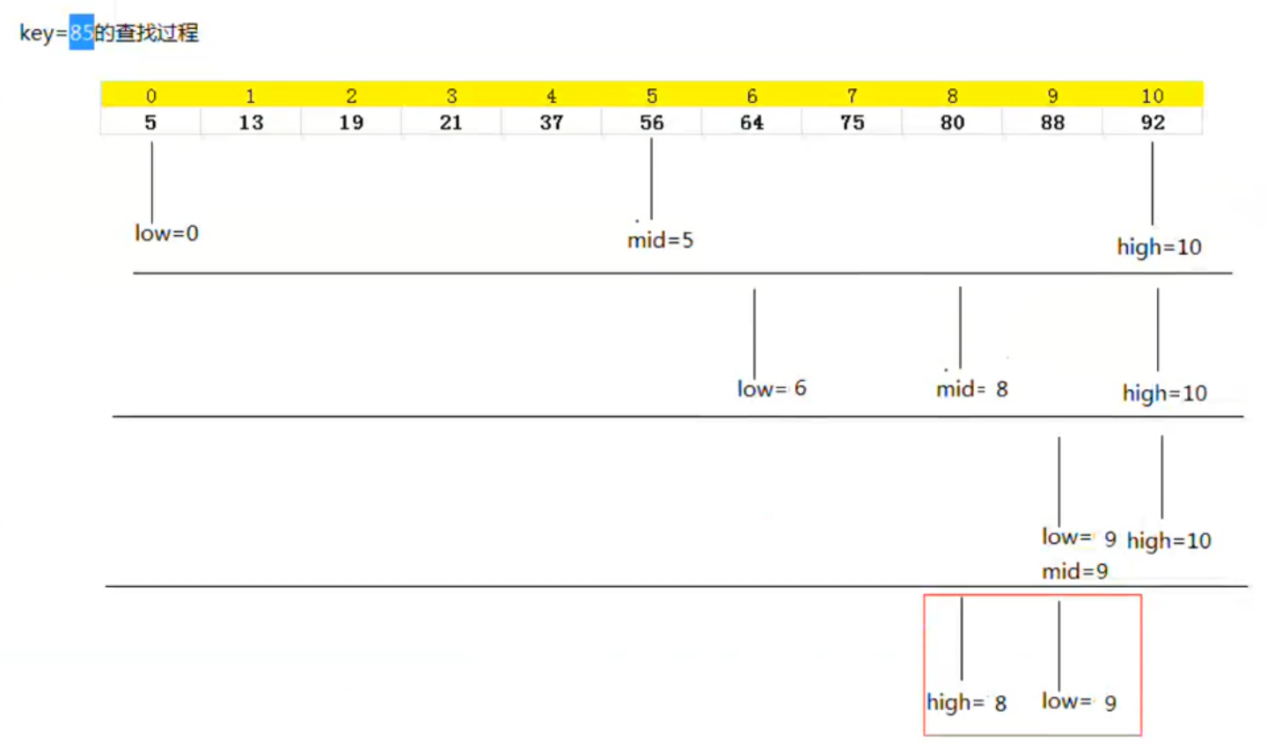 key=85的查找过程
0 1 2 3 4 5 6 7 8 9 10
5 13 19 21 37 56 64 75 80 88 92
low=0 mid=5 high=10
low= 6 mid= 8 high=10
low= 9 high=10
mid=9
high= 8 low= 9